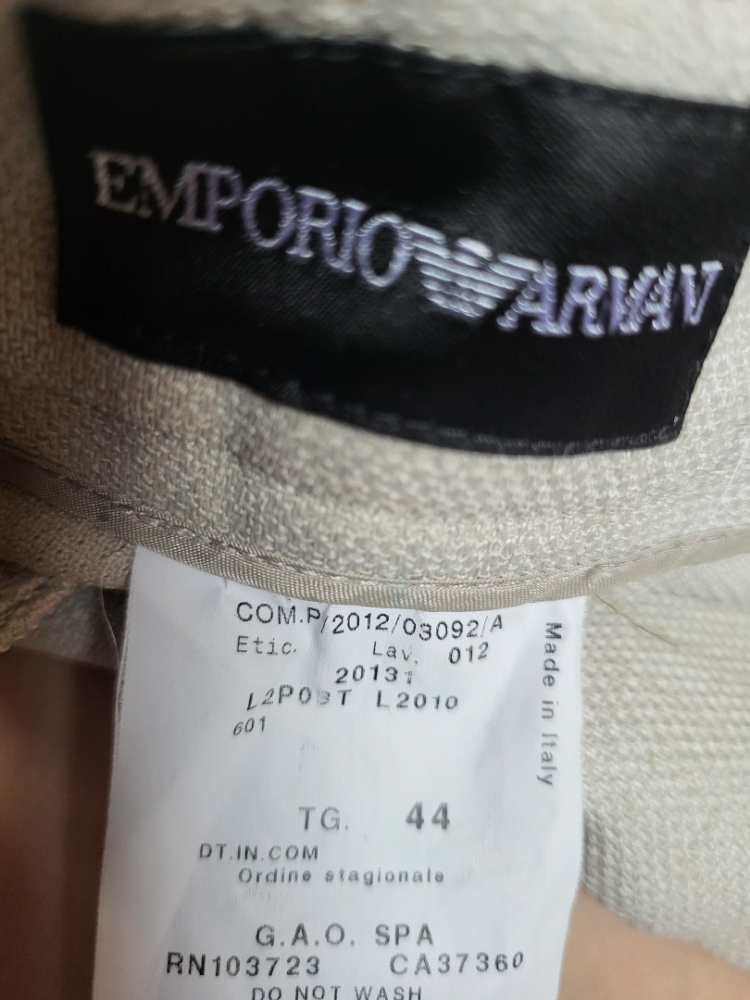 EMPORIO ARMANI
COM.P/2012/03092/A
Etic. Lav. 012
20131
L2P03T L2010
601
Made in Italy
TG. 44
DT.IN.COM
Ordine stagionale
G.A.O. SPA
RN103723 CA37360
DO NOT WASH